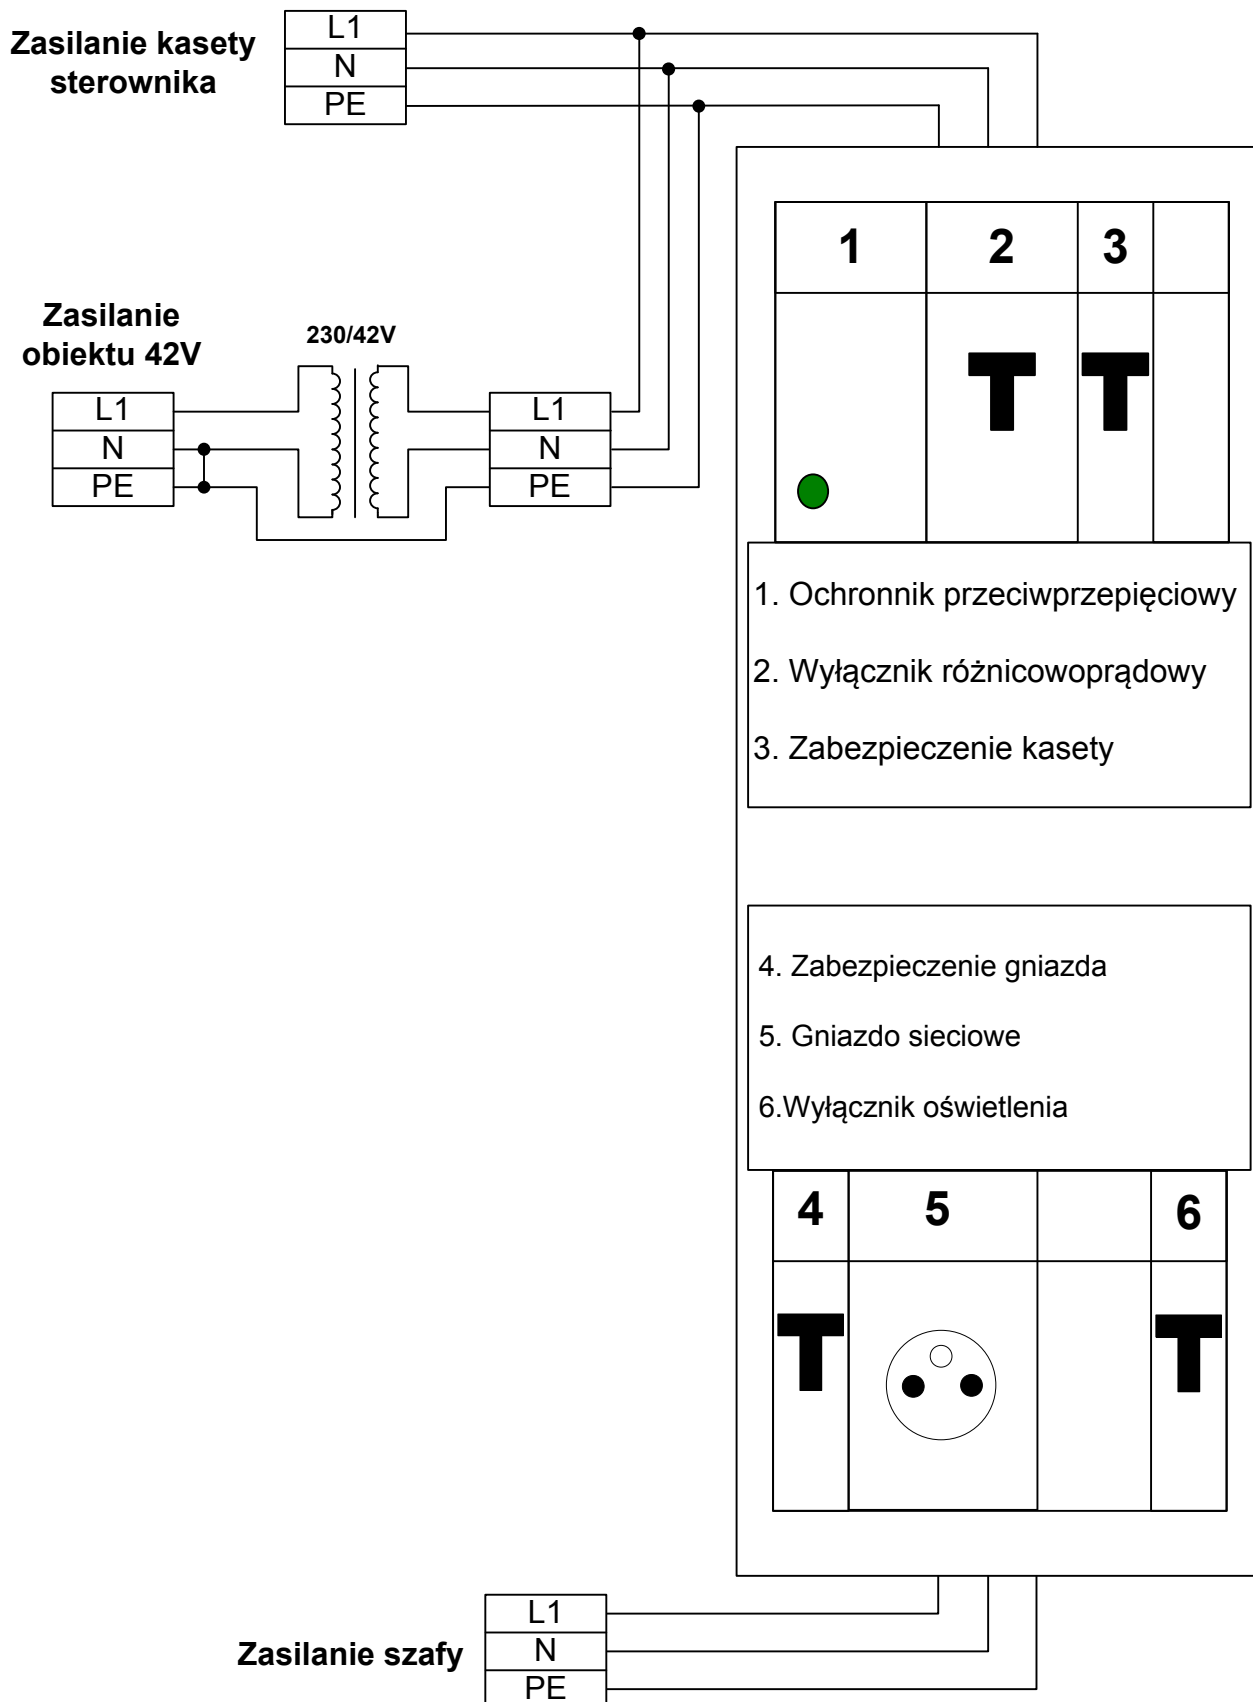 Zasilanie kasety
sterownika
L1
N
PE
1
2
3
Zasilanie
obiektu 42V
230/42V
L1
N
PE
L1
N
PE
1. Ochronnik przeciwprzepięciowy
2. Wyłącznik różnicowoprądowy
3. Zabezpieczenie kasety
4. Zabezpieczenie gniazda
5. Gniazdo sieciowe
6.Wyłącznik oświetlenia
4
5
6
Zasilanie szafy
L1
N
PE